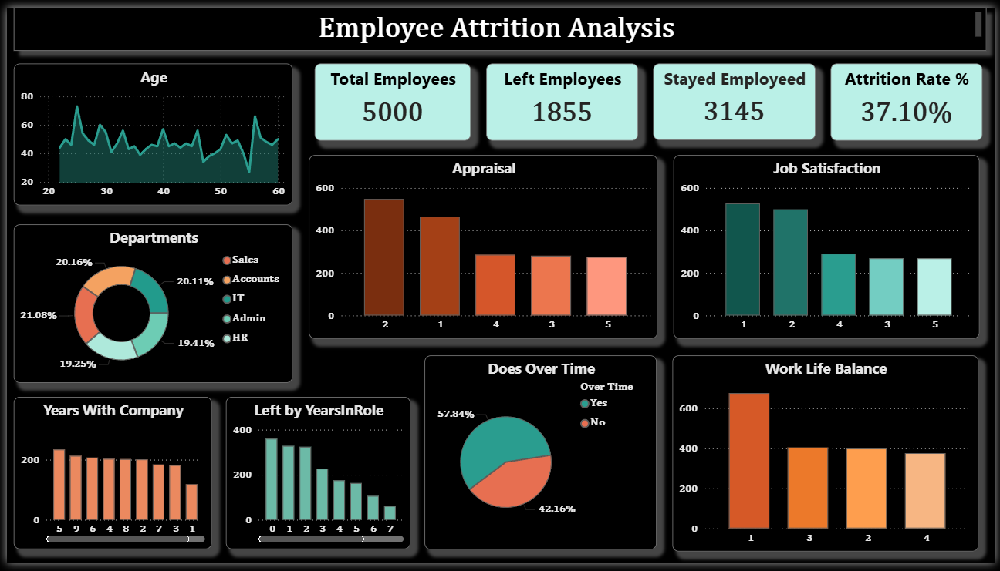 Employee Attrition Analysis
Age
80
60
40
20
20 30 40 50 60
Total Employees
5000
Left Employees
1855
Stayed Employeed
3145
Attrition Rate %
37.10%
Appraisal
600
400
200
0
2 1 4 3 5
Job Satisfaction
600
400
200
0
1 2 4 3 5
Departments
20.16%
20.11%
21.08%
19.41%
19.25%
Sales
Accounts
IT
Admin
HR
Years With Company
200
0
5 9 6 4 8 2 7 3 1
Left by YearsInRole
400
200
0
0 1 2 3 4 5 6 7
Does Over Time
Over Time
Yes
No
57.84%
42.16%
Work Life Balance
600
400
200
0
1 3 2 4